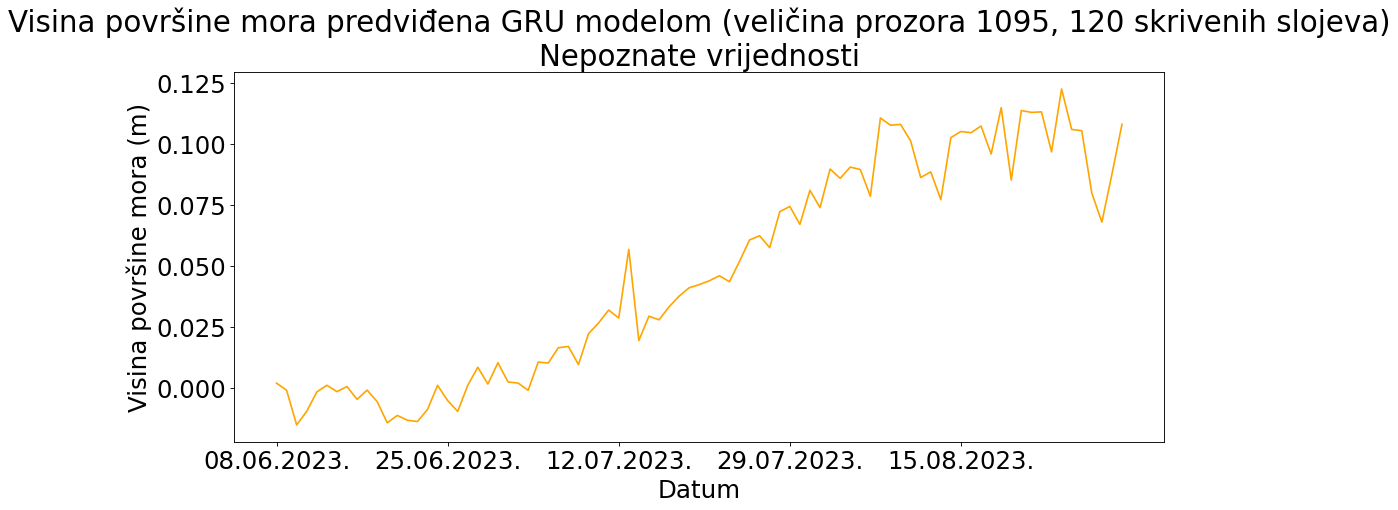 Visina površine mora predviđena GRU modelom (veličina prozora 1095, 120 skrivenih slojeva)
Nepoznate vrijednosti
Visina površine mora (m)
0.125
0.100
0.075
0.050
0.025
0.000
08.06.2023. 25.06.2023. 12.07.2023. 29.07.2023. 15.08.2023.
Datum